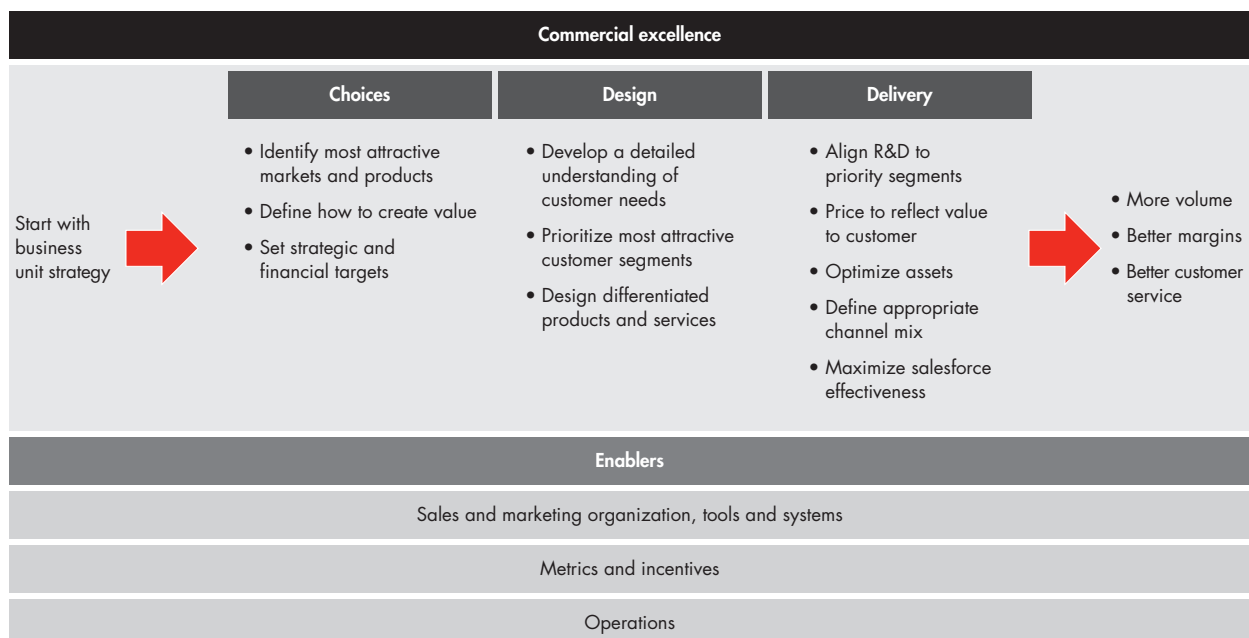 Commercial excellence
Start with
business
unit strategy
Choices
• Identify most attractive
markets and products
• Define how to create value
• Set strategic and
financial targets
Design
• Develop a detailed
understanding of
customer needs
• Prioritize most attractive
customer segments
• Design differentiated
products and services
Delivery
• Align R&D to
priority segments
• Price to reflect value
to customer
• Optimize assets
• Define appropriate
channel mix
• Maximize salesforce
effectiveness
• More volume
• Better margins
• Better customer
service
Enablers
Sales and marketing organization, tools and systems
Metrics and incentives
Operations